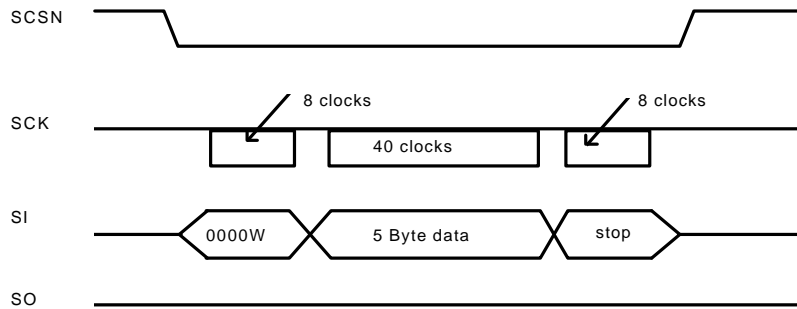 SCSN
8 clocks
8 clocks
SCK
40 clocks
SI
0000W
5 Byte data
stop
SO